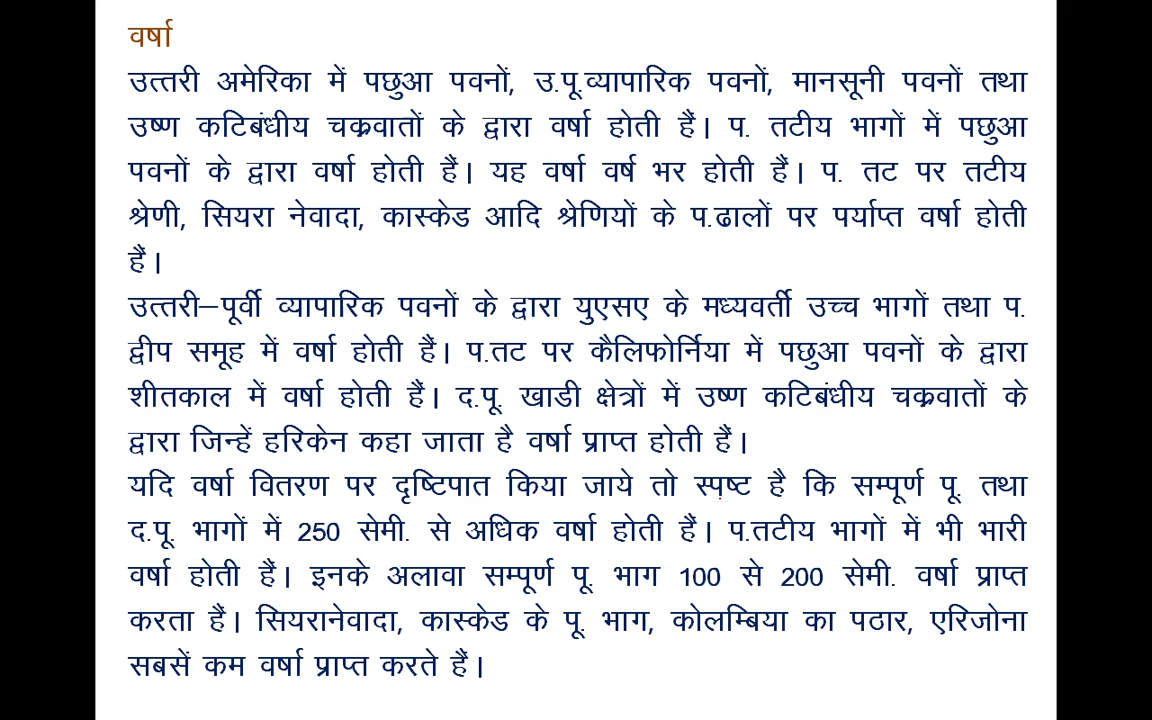 वर्षा
उत्तरी अमेरिका में पछुआ पवनों, उ.पू.व्यापारिक पवनों, मानसूनी पवनों तथा
उष्ण कटिबंधीय चक्रवातों के द्वारा वर्षा होती हैं। प. तटीय भागों में पछुआ
पवनों के द्वारा वर्षा होती हैं। यह वर्षा वर्ष भर होती हैं। प. तट पर तटीय
श्रेणी, सियरा नेवादा, कास्केड आदि श्रेणियों के प.ढालों पर पर्याप्त वर्षा होती
हैं।
उत्तरी–पूर्वी व्यापारिक पवनों के द्वारा युएसए के मध्यवर्ती उच्च भागों तथा प.
द्वीप समूह में वर्षा होती हैं। प.तट पर कैलिफोर्निया में पछुआ पवनों के द्वारा
शीतकाल में वर्षा होती हैं। द.पू. खाडी क्षेत्रों में उष्ण कटिबंधीय चक्रवातों के
द्वारा जिन्हें हरिकेन कहा जाता है वर्षा प्राप्त होती हैं।
यदि वर्षा वितरण पर दृष्टिपात किया जाये तो स्पष्ट है कि सम्पूर्ण पू. तथा
द.पू. भागों में 250 सेमी. से अधिक वर्षा होती हैं। प.तटीय भागों में भी भारी
वर्षा होती हैं। इनके अलावा सम्पूर्ण पू. भाग 100 से 200 सेमी. वर्षा प्राप्त
करता हैं। सियरानेवादा, कास्केड के पू. भाग, कोलम्बिया का पठार, एरिजोना
सबसें कम वर्षा प्राप्त करते हैं।